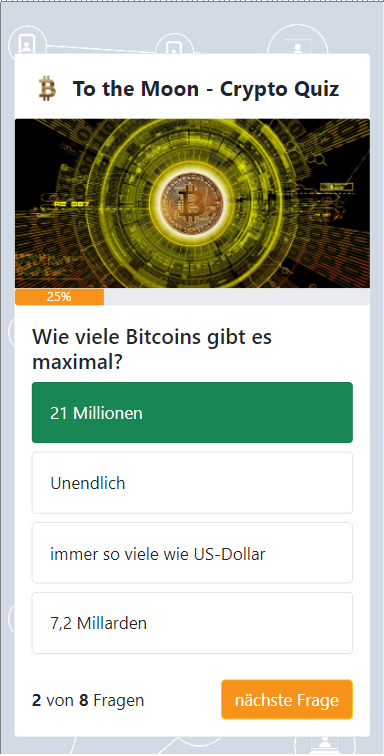 To the Moon - Crypto Quiz
25%
Wie viele Bitcoins gibt es
maximal?
21 Millionen
Unendlich
immer so viele wie US-Dollar
7,2 Millarden
2 von 8 Fragen
nächste Frage